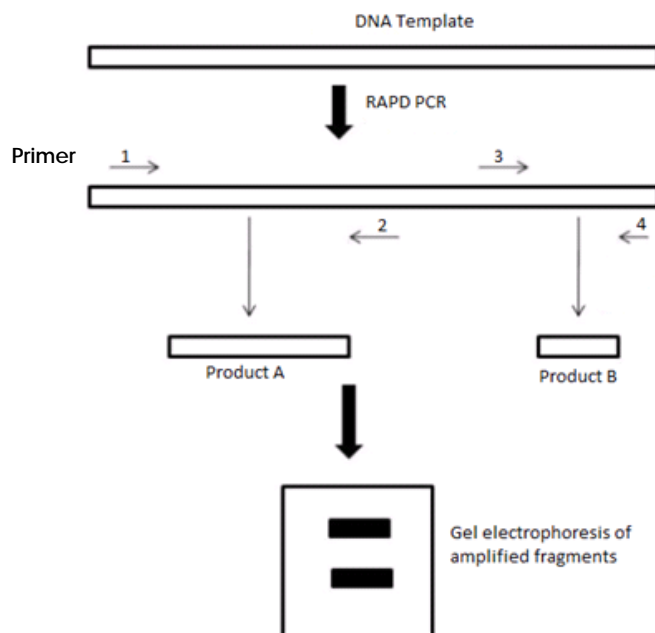 DNA Template
RAPD PCR
Primer
1
3
2
4
Product A
Product B
Gel electrophoresis of
amplified fragments